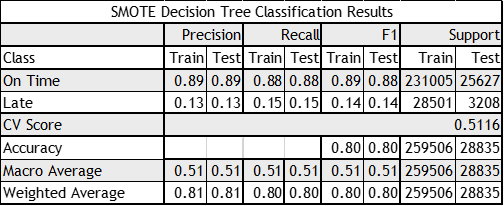 SMOTE Decision Tree Classification Results
Precision Recall F1 Support
Class Train Test Train Test Train Test Train Test
On Time 0.89 0.89 0.88 0.88 0.89 0.88 231005 25627
Late 0.13 0.13 0.15 0.15 0.14 0.14 28501 3208
CV Score 0.5116
Accuracy 0.80 0.80 259506 28835
Macro Average 0.51 0.51 0.51 0.51 0.51 0.51 259506 28835
Weighted Average 0.81 0.81 0.80 0.80 0.80 0.80 259506 28835